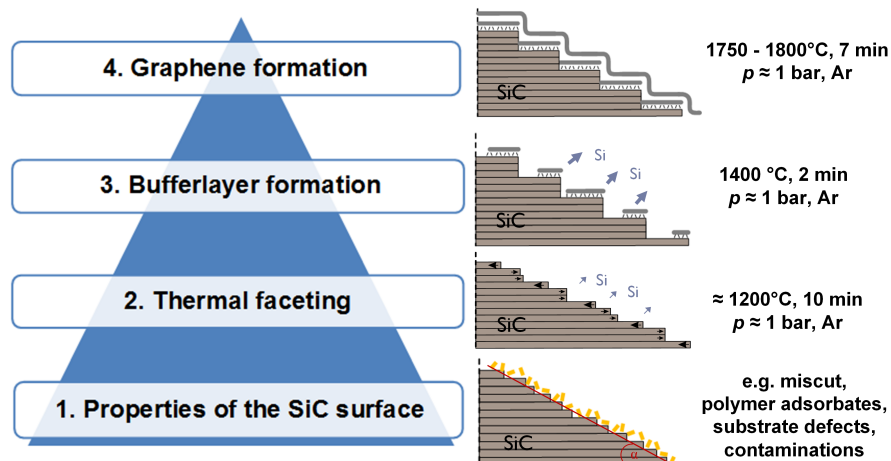 4. Graphene formation
SiC
1750 - 1800°C, 7 min
p ≈ 1 bar, Ar
3. Bufferlayer formation
Si
Si
SiC
1400 °C, 2 min
p ≈ 1 bar, Ar
2. Thermal faceting
Si
Si
SiC
≈ 1200°C, 10 min
p ≈ 1 bar, Ar
1. Properties of the SiC surface
SiC
α
e.g. miscut,
polymer adsorbates,
substrate defects,
contaminations